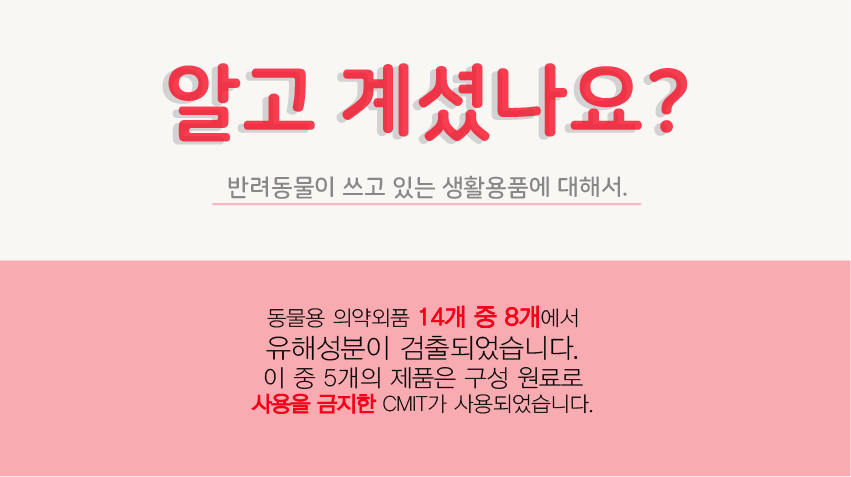 알고 계셨나요?
반려동물이 쓰고 있는 생활용품에 대해서.
동물용 의약외품 14개 중 8개에서
유해성분이 검출되었습니다.
이 중 5개의 제품은 구성 원료로
사용을 금지한 CMIT가 사용되었습니다.